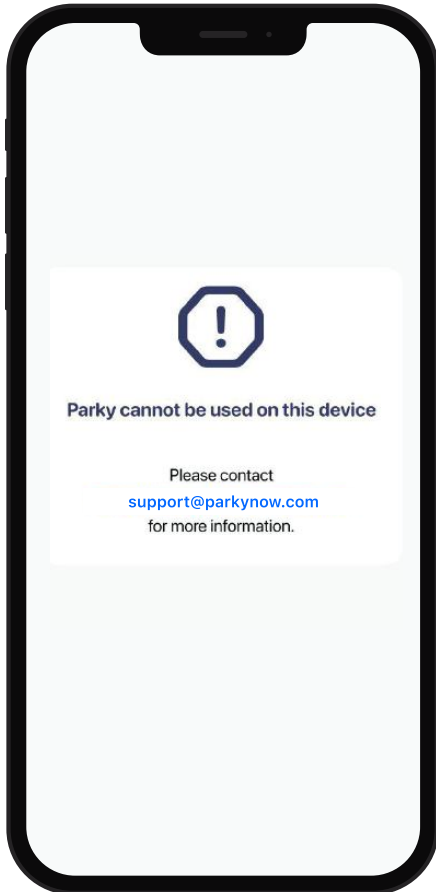 Parky cannot be used on this device
Please contact
support@parkynow.com
for more information.